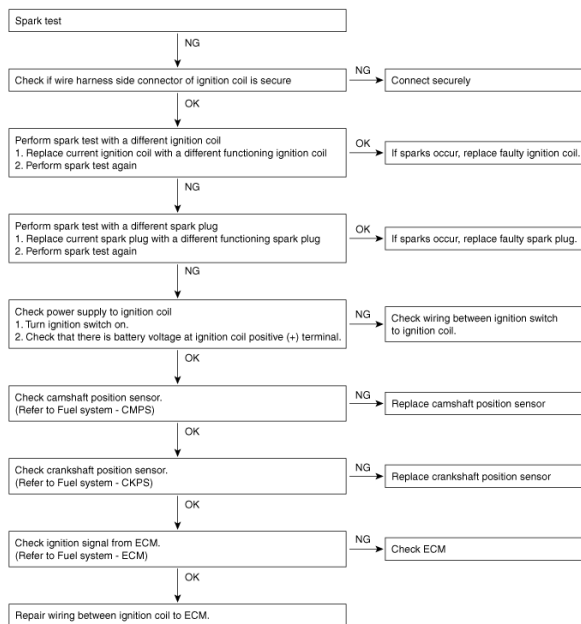 Spark test
NG
Check if wire harness side connector of ignition coil is secure
NG
Connect securely
OK
Perform spark test with a different ignition coil
1. Replace current ignition coil with a different functioning ignition coil
2. Perform spark test again
OK
If sparks occur, replace faulty ignition coil.
NG
Perform spark test with a different spark plug
1. Replace current spark plug with a different functioning spark plug
2. Perform spark test again
OK
If sparks occur, replace faulty spark plug.
NG
Check power supply to ignition coil
1. Turn ignition switch on.
2. Check that there is battery voltage at ignition coil positive (+) terminal.
NG
Check wiring between ignition switch
to ignition coil.
OK
Check camshaft position sensor.
(Refer to Fuel system - CMPS)
NG
Replace camshaft position sensor
OK
Check crankshaft position sensor.
(Refer to Fuel system - CKPS)
NG
Replace crankshaft position sensor
OK
Check ignition signal from ECM.
(Refer to Fuel system - ECM)
NG
Check ECM
OK
Repair wiring between ignition coil to ECM.